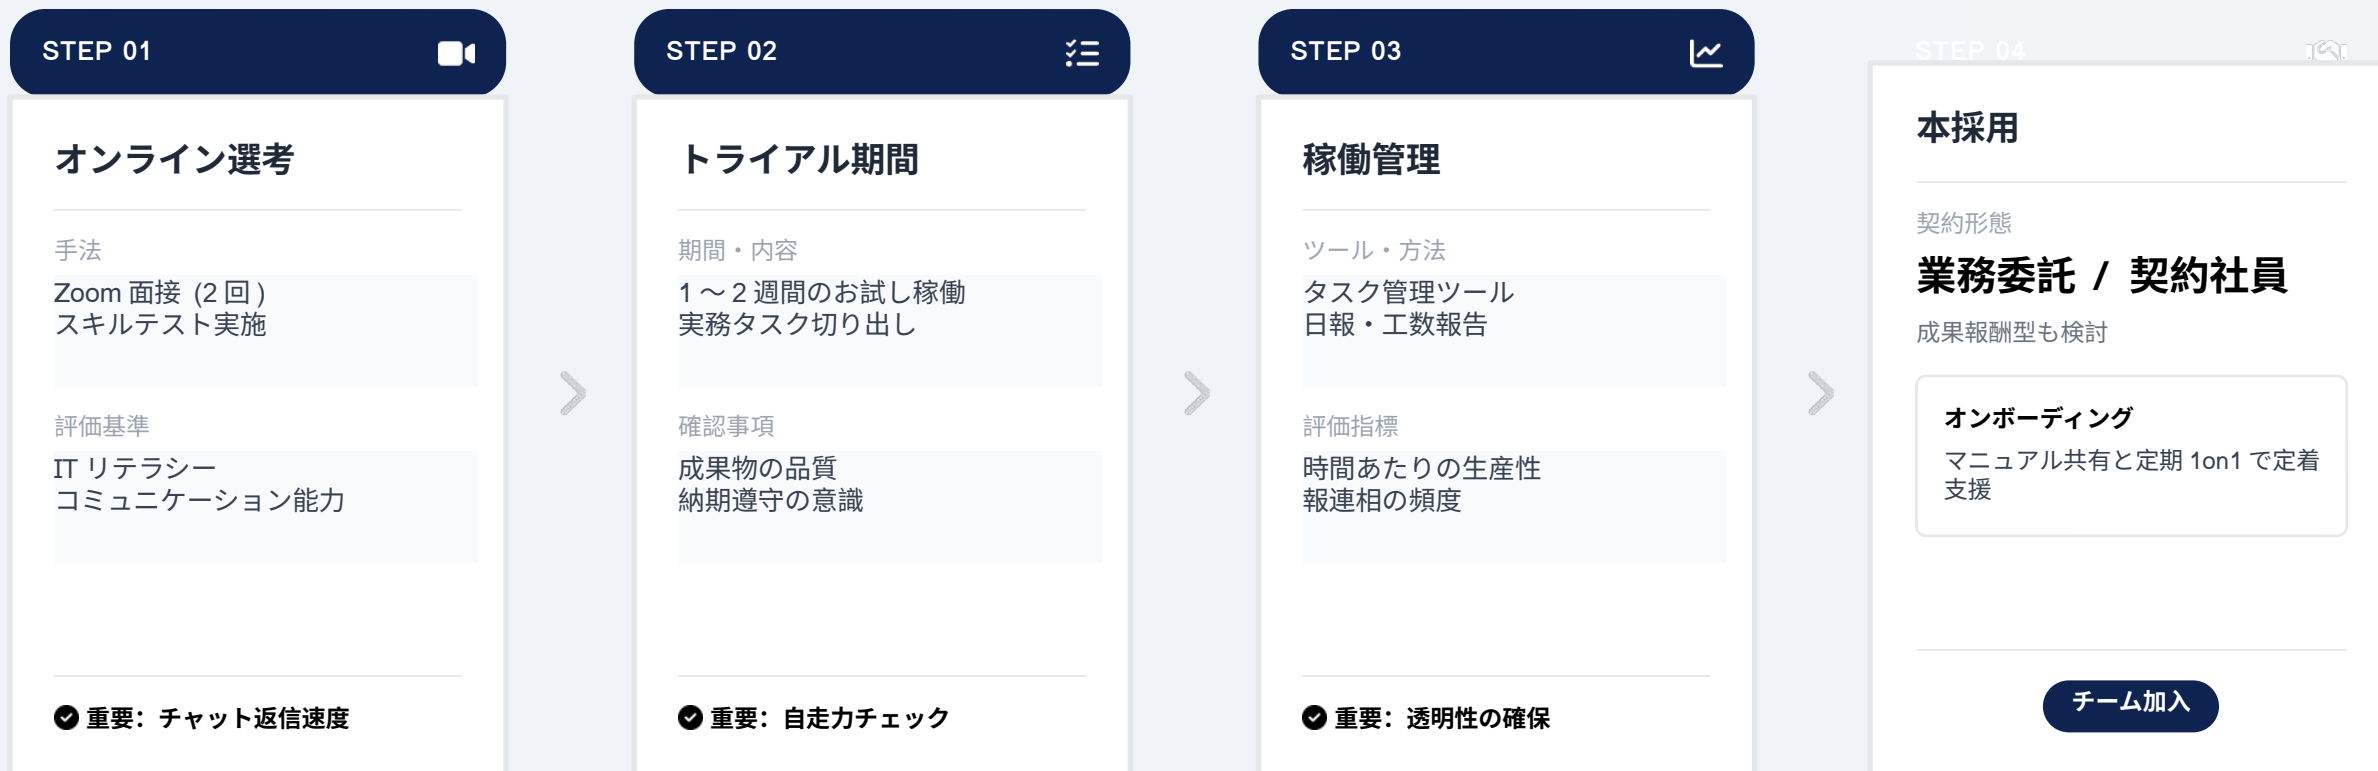 STEP 01
オンライン選考
手法
Zoom 面接 (2 回 )
スキルテスト実施
評価基準
IT リテラシー
コミュニケーション能力
重要: チャット返信速度
STEP 02
トライアル期間
期間・内容
1 〜 2 週間のお試し稼働
実務タスク切り出し
確認事項
成果物の品質
納期遵守の意識
重要: 自走力チェック
STEP 03
稼働管理
ツール・方法
タスク管理ツール
日報・工数報告
評価指標
時間あたりの生産性
報連相の頻度
重要: 透明性の確保
STEP 04
本採用
契約形態
業務委託 / 契約社員
成果報酬型も検討
オンボーディング
マニュアル共有と定期 1on1 で定着
支援
チーム加入